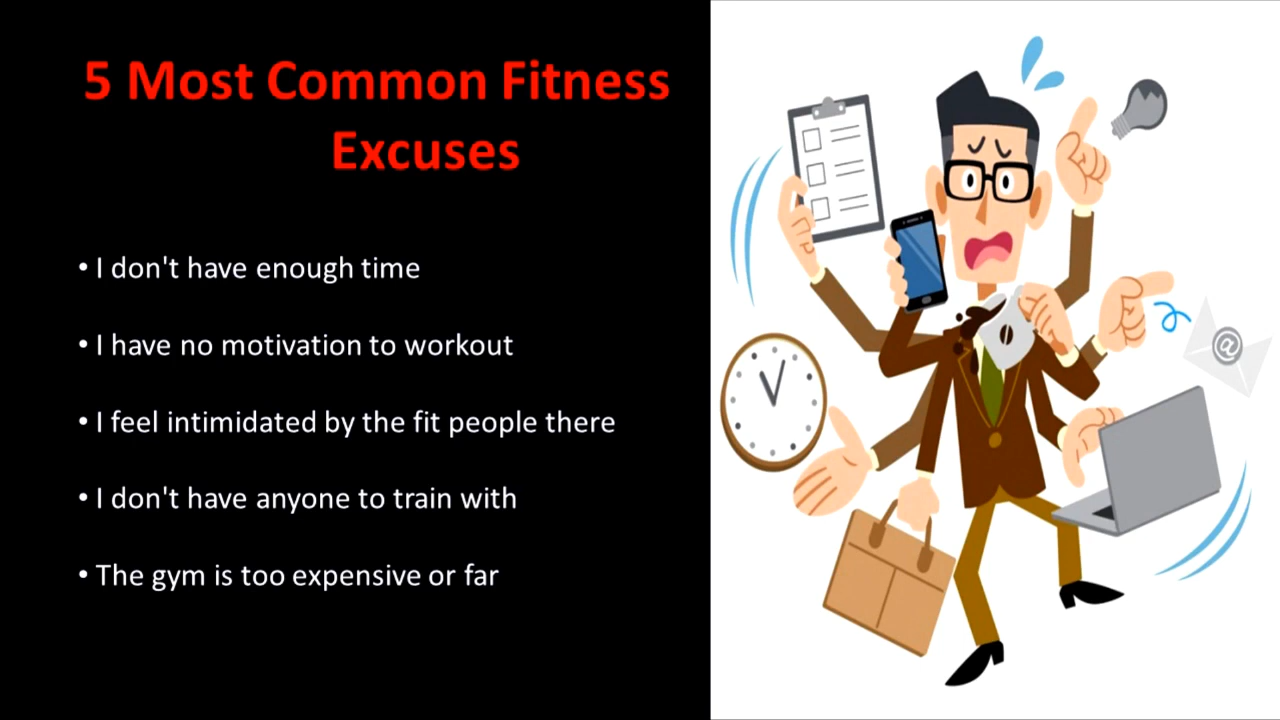 5 Most Common Fitness
Excuses
• I don't have enough time
• I have no motivation to workout
• I feel intimidated by the fit people there
• I don't have anyone to train with
• The gym is too expensive or far
@